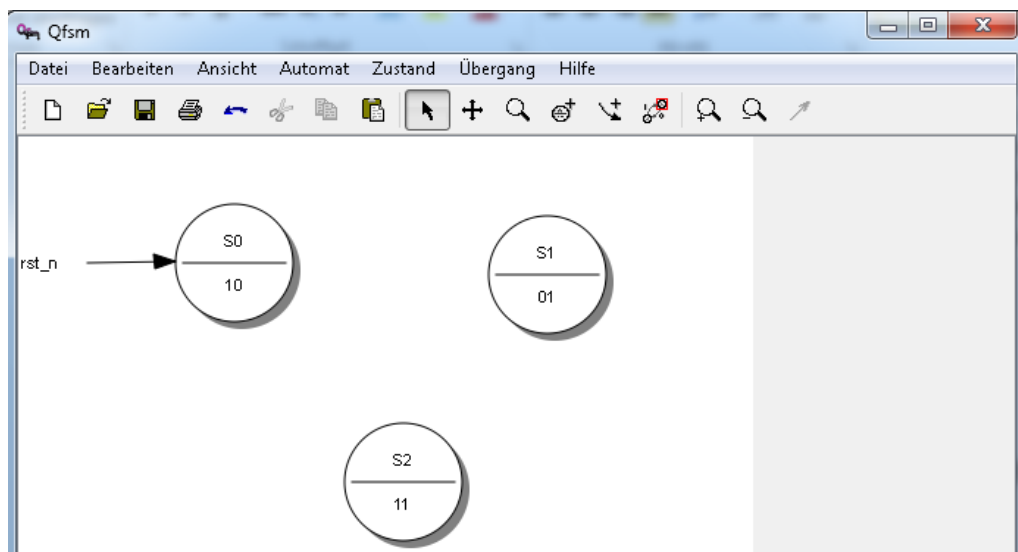 Qfsm
Datei Bearbeiten Ansicht Automat Zustand Übergang Hilfe
S0
10
rst_n
S1
01
S2
11